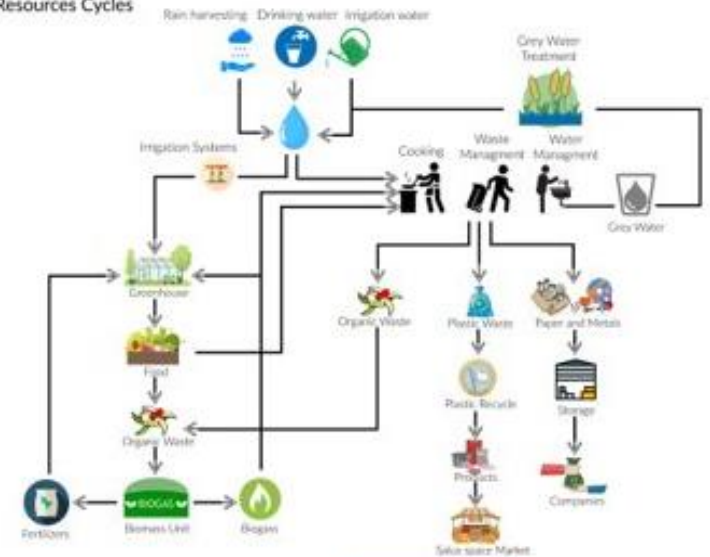 Resources Cycles
Rain harvesting
Drinking water
Irrigation water
Grey Water
Treatment
Irrigation Systems
Cooking
Waste
Managment
Water
Managment
Grey Water
Greenhouse
Organic Waste
Plastic Waste
Paper and Metals
Food
Plastic Recycle
Storage
Organic Waste
Products
Companies
BIOGAS
Fertilizers
Biomass Unit
Biogas
space Market